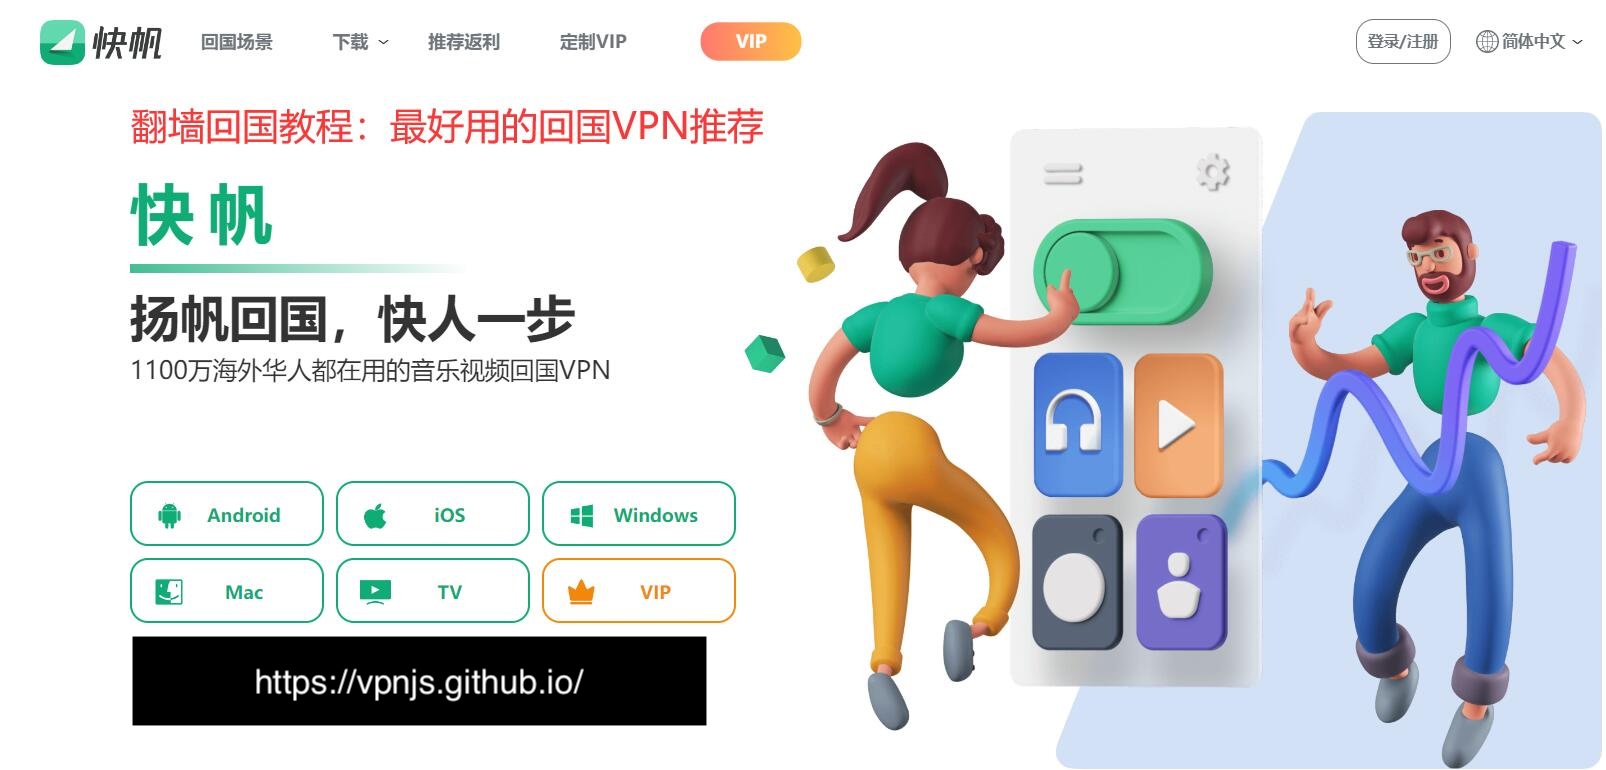 快帆 回国场景 下载 推荐返利 定制VIP VIP 登录/注册 简体中文
翻墙回国教程：最好用的回国VPN推荐
快帆
扬帆回国，快人一步
1100万海外华人都在用的音乐视频回国VPN
Android iOS Windows
Mac TV VIP
https://vpnjs.github.io/